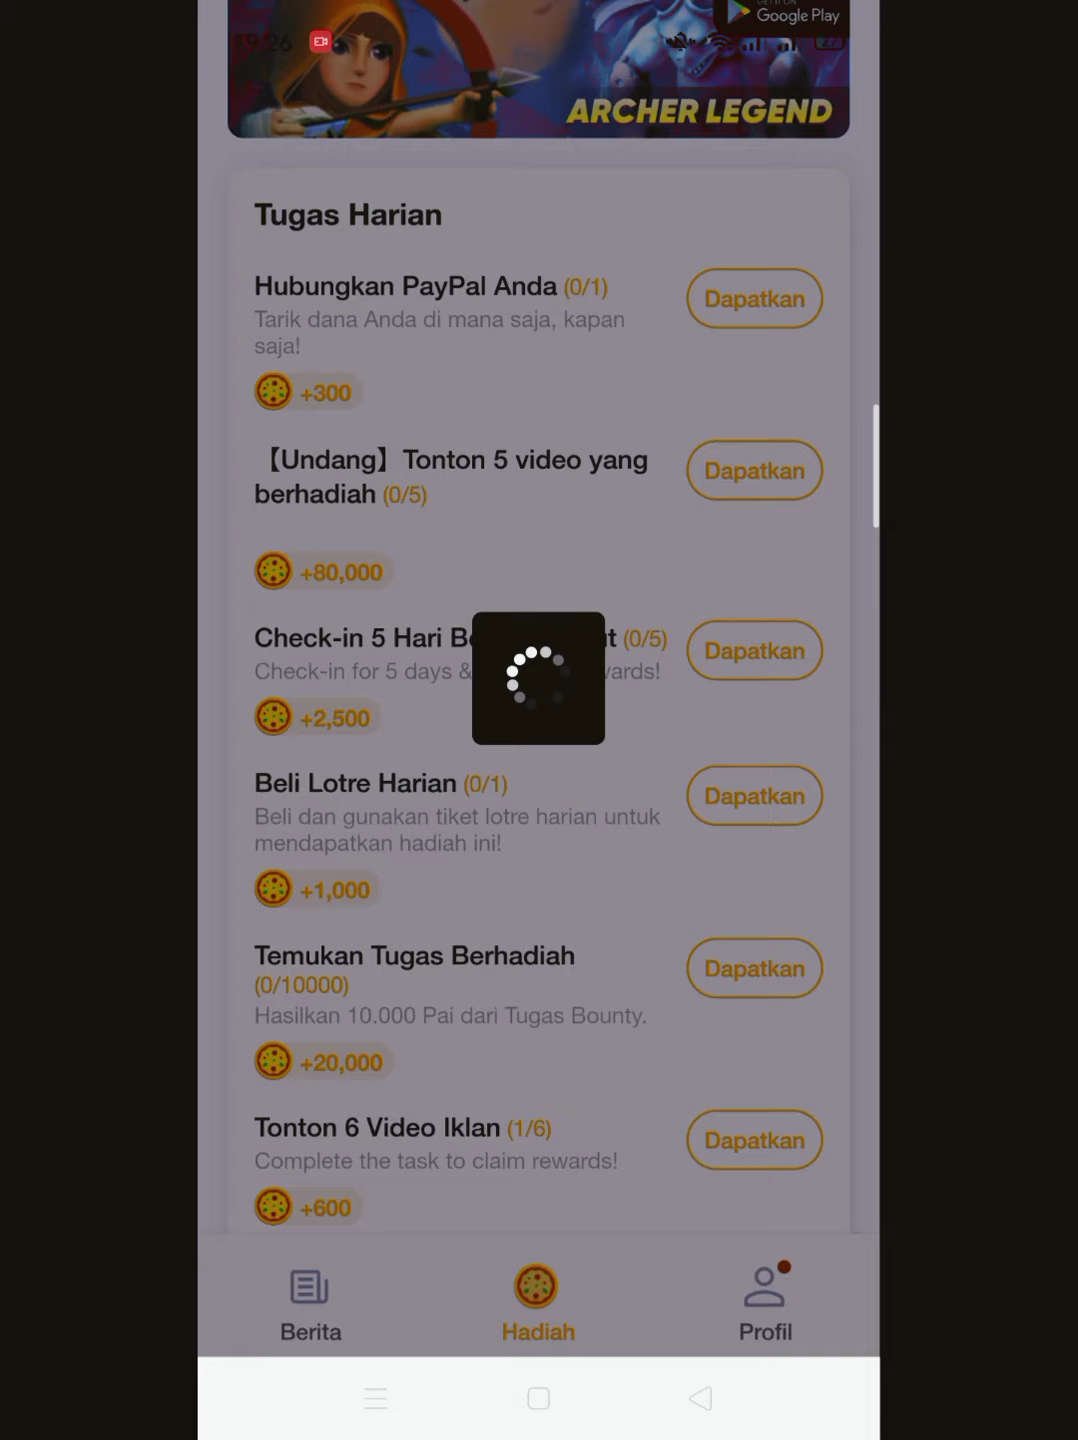 GET IT ON
Google Play
19:26
ARCHER LEGEND
Tugas Harian
Hubungkan PayPal Anda (0/1)
Dapatkan
Tarik dana Anda di mana saja, kapan
saja!
+300
【Undang】Tonton 5 video yang
berhadiah (0/5)
Dapatkan
+80,000
Check-in 5 Hari (0/5)
Dapatkan
Check-in for 5 days &
+2,500
Beli Lotre Harian (0/1)
Dapatkan
Beli dan gunakan tiket lotre harian untuk
mendapatkan hadiah ini!
+1,000
Temukan Tugas Berhadiah
(0/10000)
Dapatkan
Hasilkan 10.000 Pai dari Tugas Bounty.
+20,000
Tonton 6 Video Iklan (1/6)
Dapatkan
Complete the task to claim rewards!
+600
Berita
Hadiah
Profil